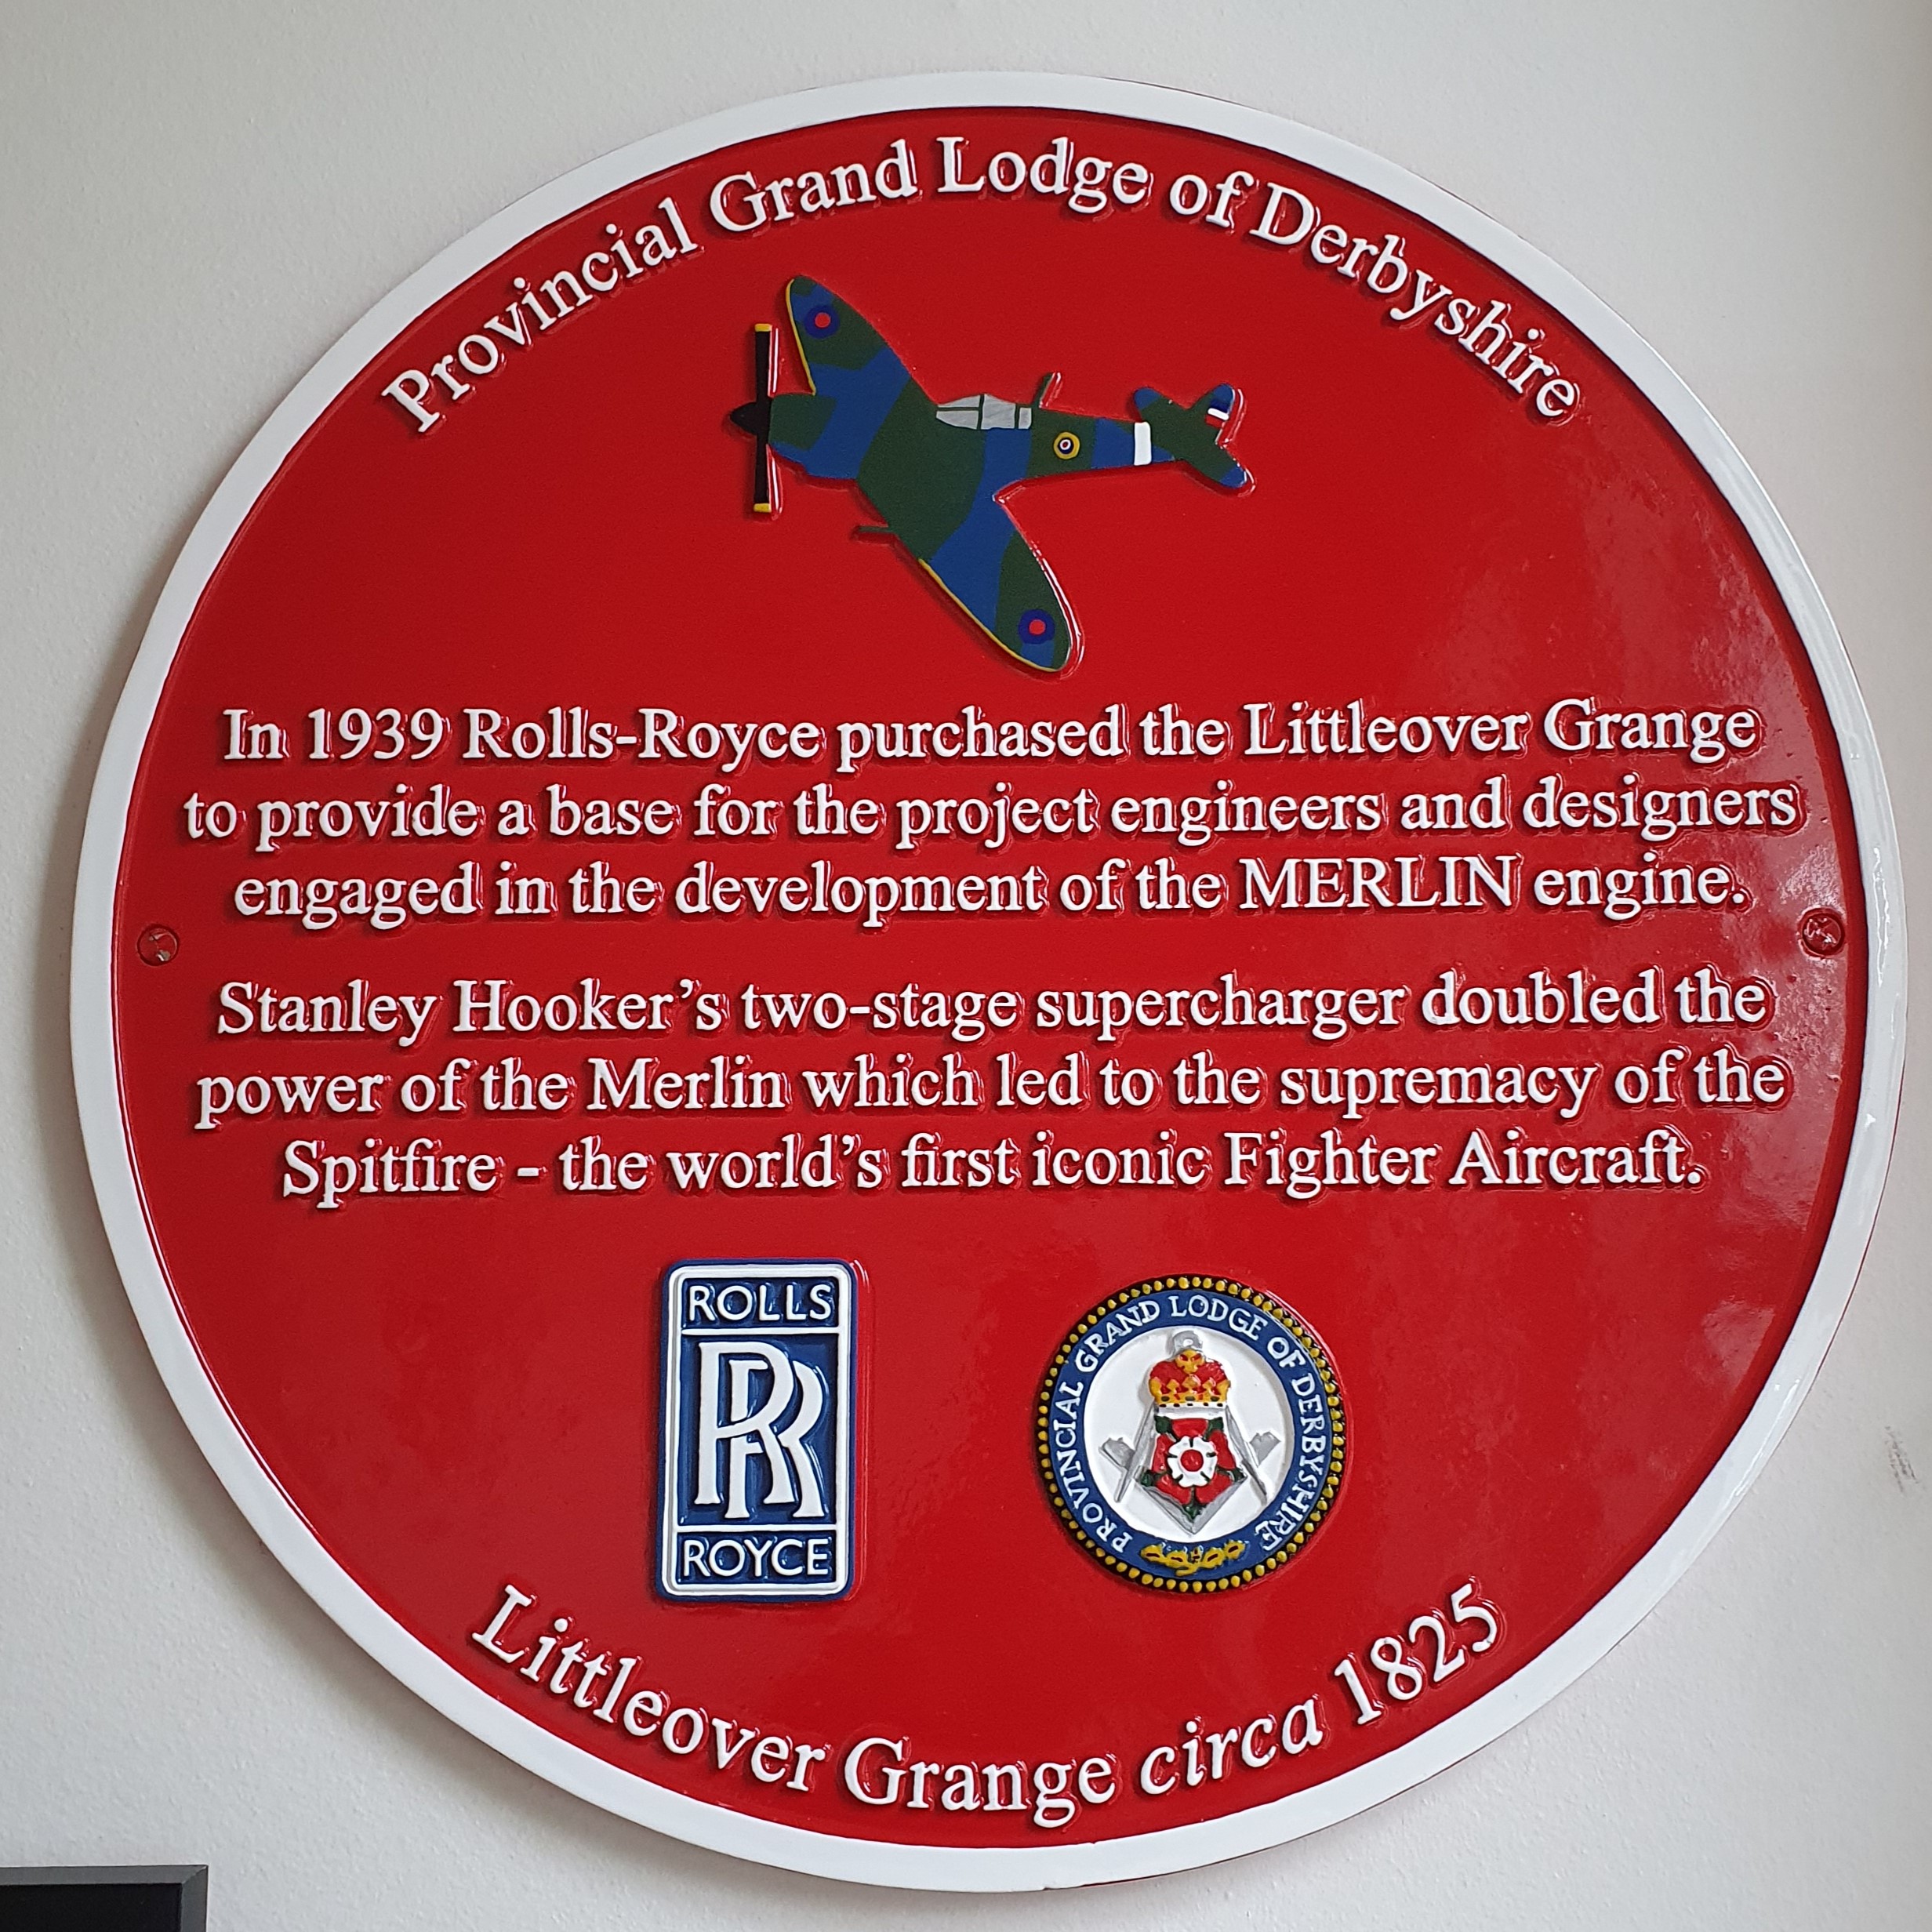 Provincial Grand Lodge of Derbyshire
In 1939 Rolls-Royce purchased the Littleover Grange
to provide a base for the project engineers and designers
engaged in the development of the MERLIN engine.
Stanley Hooker's two-stage supercharger doubled the
power of the Merlin which led to the supremacy of the
Spitfire - the world's first iconic Fighter Aircraft.
ROLLS
RR
ROYCE
PROVINCIAL GRAND LODGE OF DERBYSHIRE
Littleover Grange circa 1825